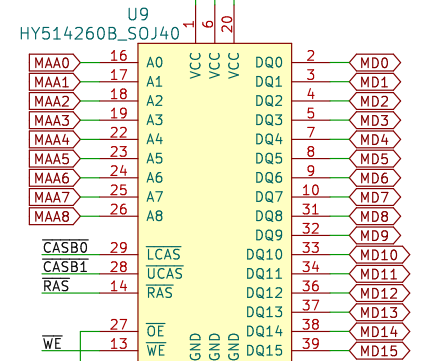 U9
HY514260B_SOJ40
1 6 20
VCC VCC VCC
MAA0 16 A0 DQ0 2 MD0
MAA1 17 A1 DQ1 3 MD1
MAA2 18 A2 DQ2 4 MD2
MAA3 19 A3 DQ3 5 MD3
MAA4 22 A4 DQ4 7 MD4
MAA5 23 A5 DQ5 8 MD5
MAA6 24 A6 DQ6 9 MD6
MAA7 25 A7 DQ7 10 MD7
MAA8 26 A8 DQ8 31 MD8
DQ9 32 MD9
CASB0 29 LCAS DQ10 33 MD10
CASB1 28 UCAS DQ11 34 MD11
RAS 14 RAS DQ12 36 MD12
DQ13 37 MD13
27 OE DQ14 38 MD14
WE 13 WE DQ15 39 MD15
GND GND GND